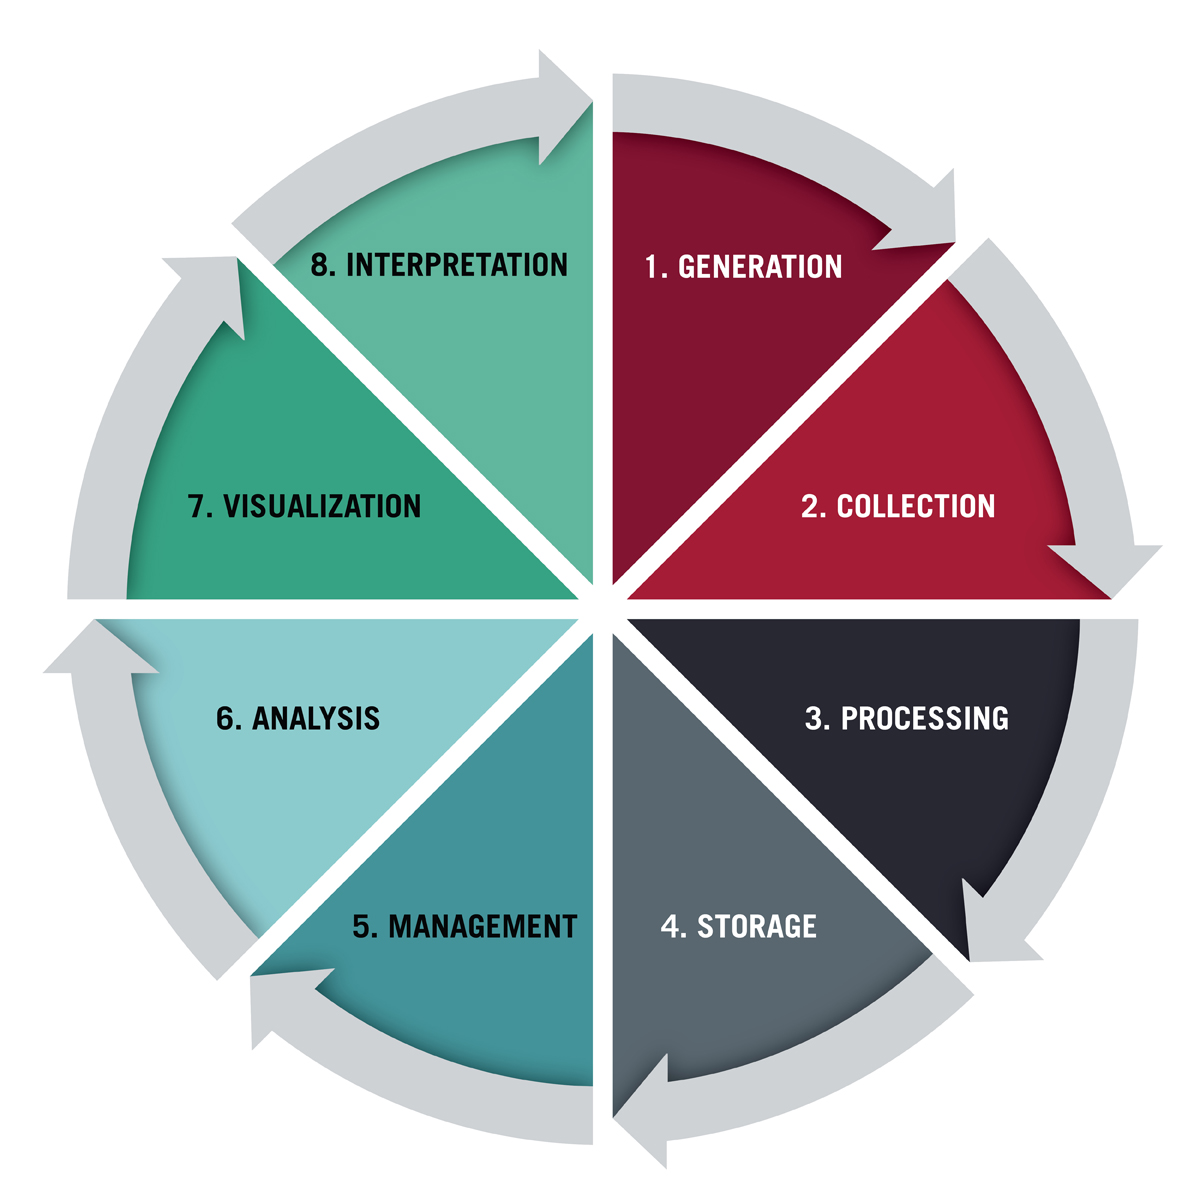 1. GENERATION
2. COLLECTION
3. PROCESSING
4. STORAGE
5. MANAGEMENT
6. ANALYSIS
7. VISUALIZATION
8. INTERPRETATION